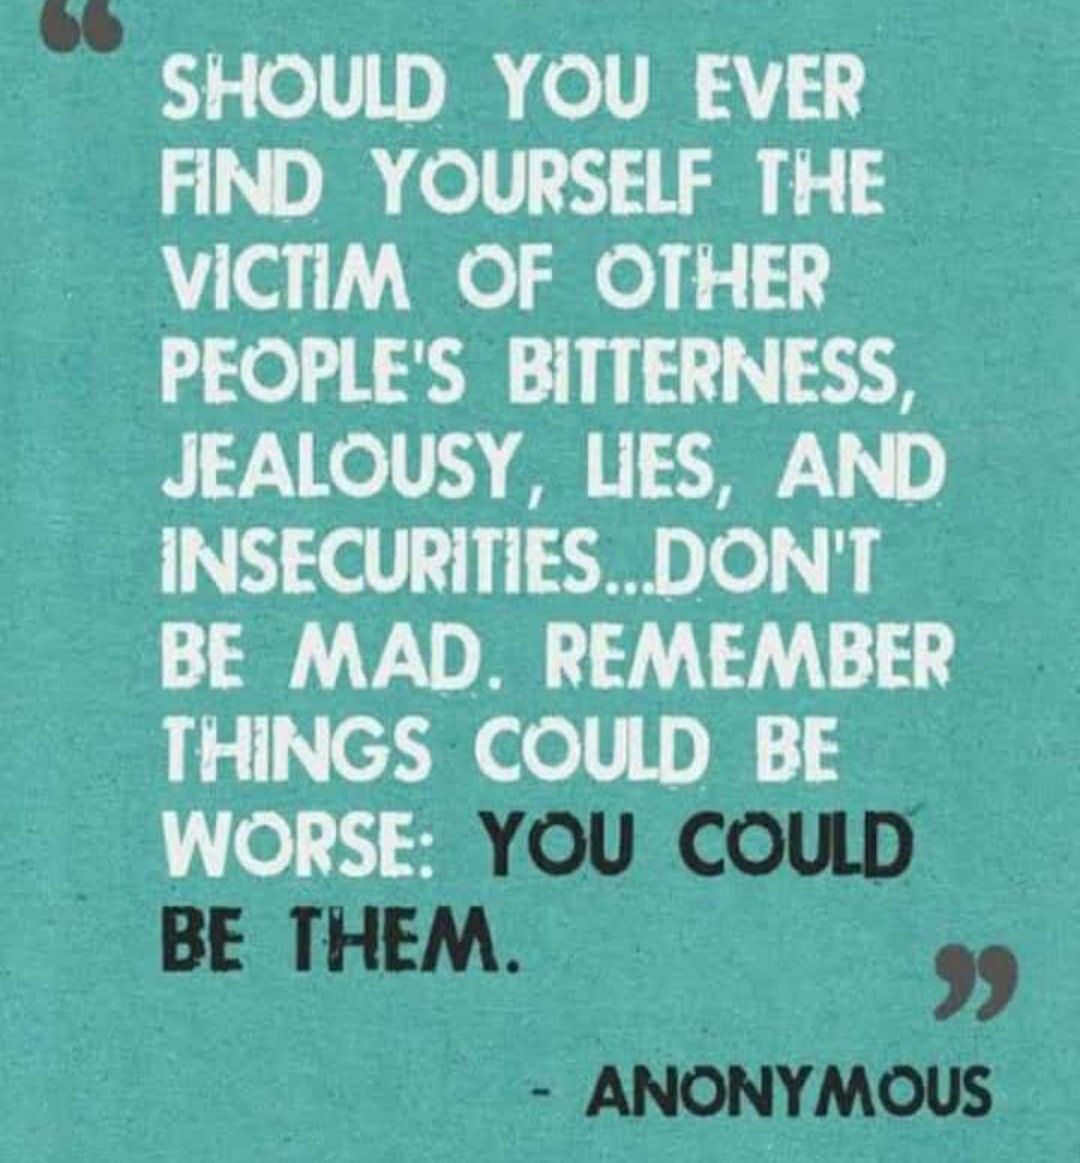 “
SHOULD YOU EVER
FIND YOURSELF THE
VICTIM OF OTHER
PEOPLE'S BITTERNESS,
JEALOUSY, LIES, AND
INSECURITIES...DON'T
BE MAD. REMEMBER
THINGS COULD BE
WORSE: YOU COULD
BE THEM.
”
- ANONYMOUS